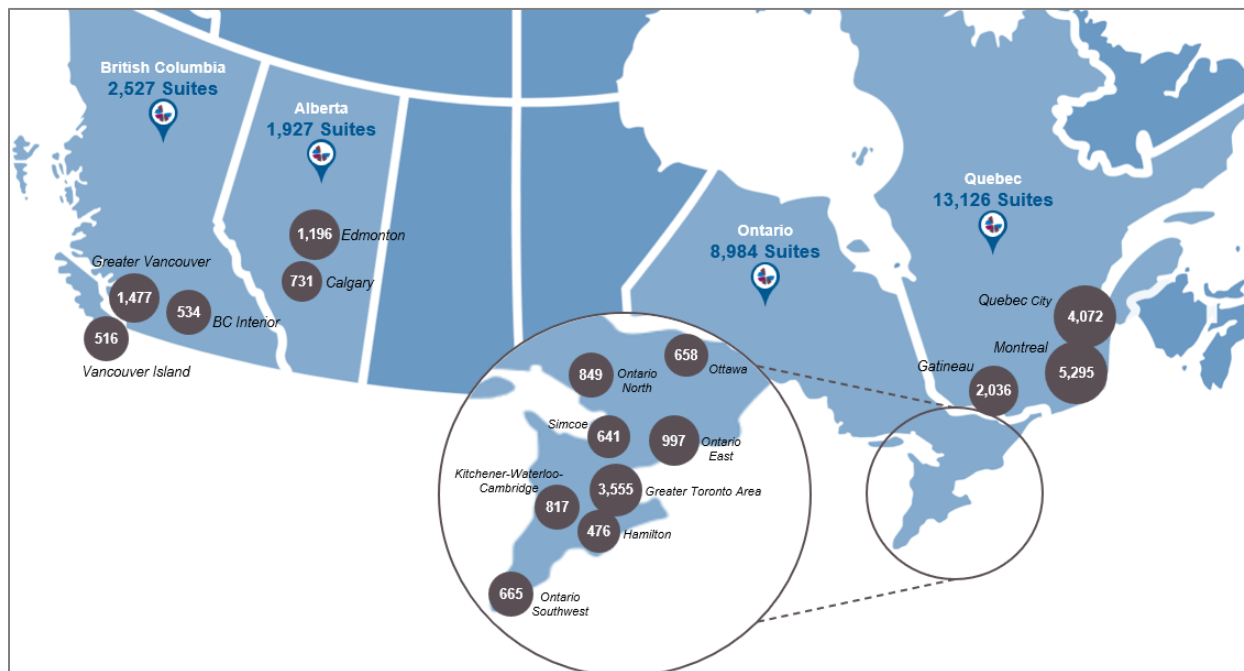 British Columbia
2,527 Suites
Alberta
1,927 Suites
Quebec
13,126 Suites
Ontario
8,984 Suites
1,196
Edmonton
731
Calgary
Greater Vancouver
1,477
534
BC Interior
516
Vancouver Island
Quebec City
4,072
Montreal
5,295
Gatineau
2,036
658
Ottawa
849
Ontario
North
Simcoe
641
997
Ontario
East
Kitchener-Waterloo-
Cambridge
817
3,555
Greater Toronto Area
476
Hamilton
665
Ontario
Southwest